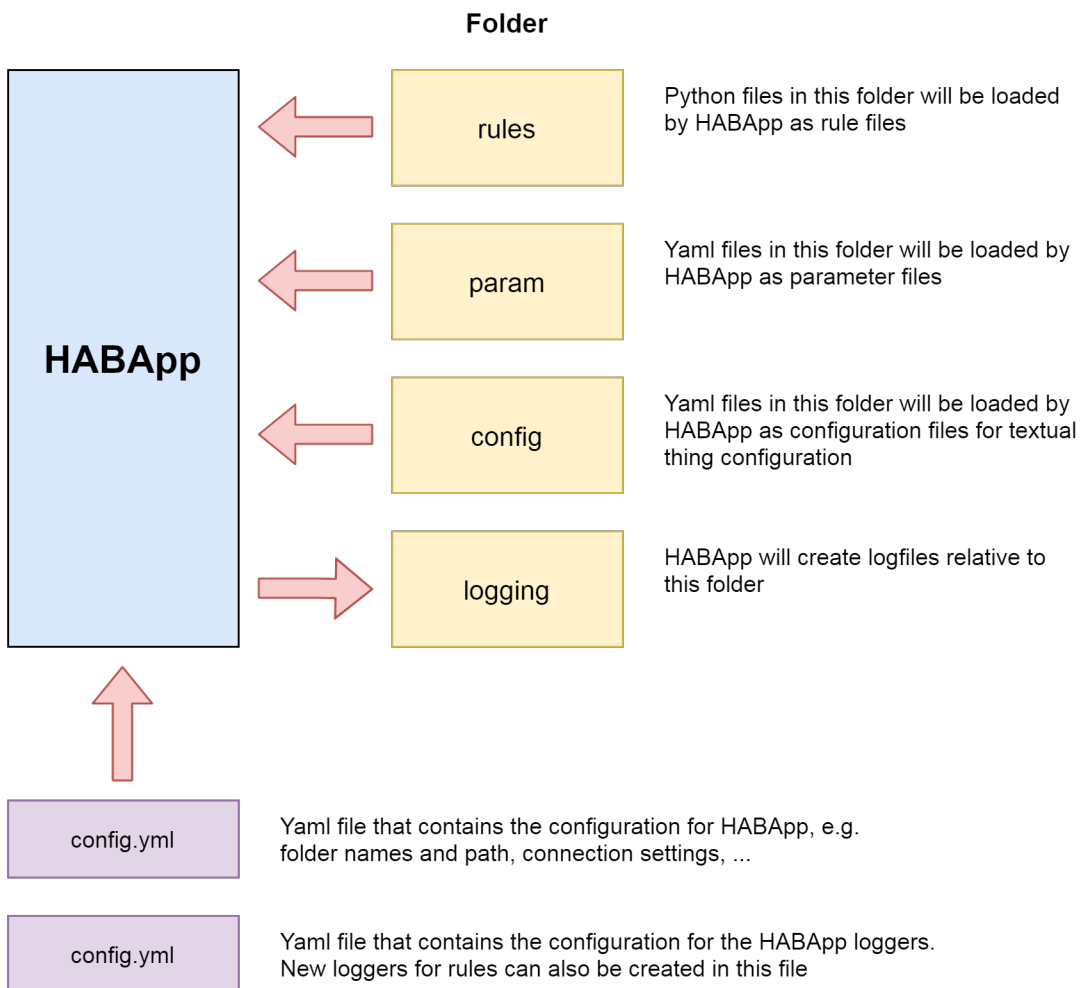 Folder
HABApp
rules
Python files in this folder will be loaded
by HABApp as rule files
param
Yaml files in this folder will be loaded by
HABApp as parameter files
config
Yaml files in this folder will be loaded by
HABApp as configuration files for textual
thing configuration
logging
HABApp will create logfiles relative to
this folder
config.yml
Yaml file that contains the configuration for HABApp, e.g.
folder names and path, connection settings, ...
config.yml
Yaml file that contains the configuration for the HABApp loggers.
New loggers for rules can also be created in this file